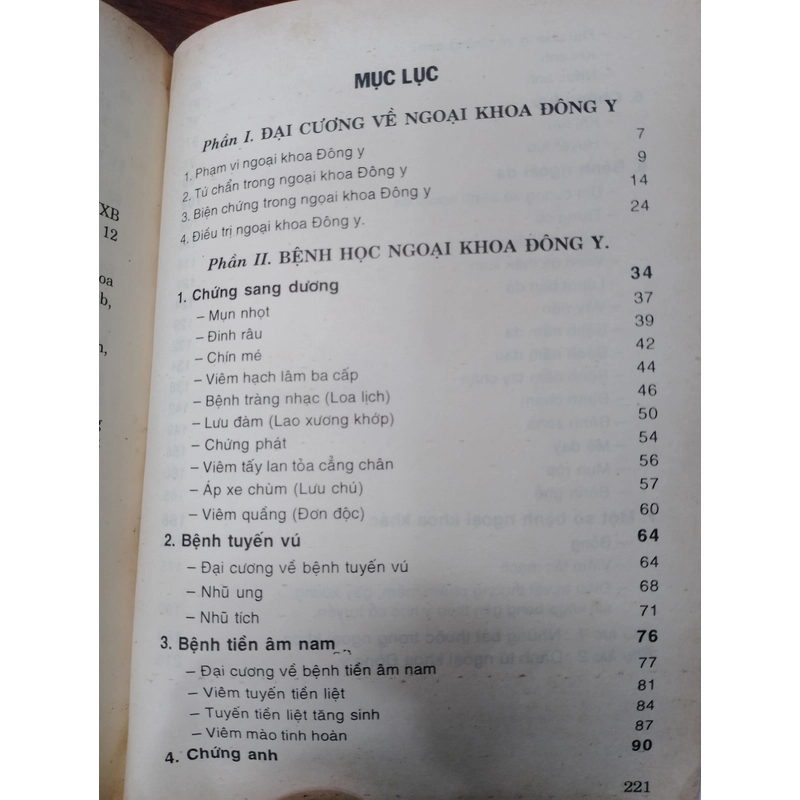 XB
12
oa
b,
n,
MỤC LỤC
Phần I. ĐẠI CƯƠNG VỀ NGOẠI KHOA ĐÔNG Y
1. Phạm vi ngoại khoa Đông y 7
2. Tứ chẩn trong ngoại khoa Đông y 9
3. Biện chứng trong ngoại khoa Đông y 14
4. Điều trị ngoại khoa Đông y. 24
Phần II. BỆNH HỌC NGOẠI KHOA ĐÔNG Y.
1. Chứng sang dương 34
– Mụn nhọt 37
– Đinh râu 39
– Chín mé 42
– Viêm hạch lâm ba cấp 44
– Bệnh tràng nhạc (Loa lịch) 46
– Lưu đàm (Lao xương khớp) 50
– Chứng phát 54
– Viêm tấy lan tỏa cẳng chân 56
– Áp xe chùm (Lưu chú) 57
– Viêm quầng (Đơn độc) 60
2. Bệnh tuyến vú 64
– Đại cương về bệnh tuyến vú 64
– Nhũ ung 68
– Nhũ tích 71
3. Bệnh tiền âm nam 76
– Đại cương về bệnh tiền âm nam 77
– Viêm tuyến tiền liệt 81
– Tuyến tiền liệt tăng sinh 84
– Viêm mào tinh hoàn 87
4. Chứng anh 90
221